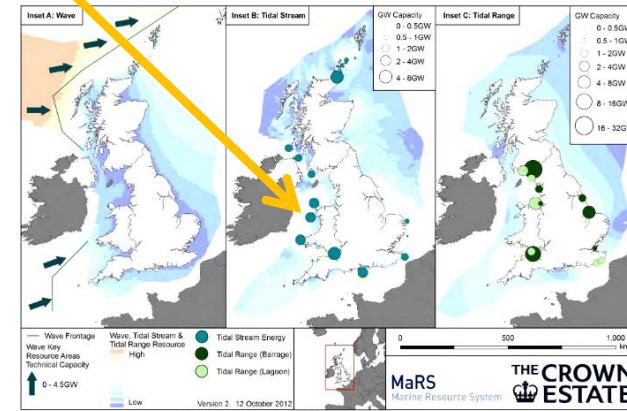 Inset A: Wave
N
Inset B: Tidal Stream
GW Capacity
0 - 0.5GW
0.5 - 1GW
1 - 2GW
2 - 4GW
4 - 8GW
Inset C: Tidal Range
GW Capacity
0 - 0.5GW
0.5 - 1GW
1 - 2GW
2 - 4GW
4 - 8GW
8 - 16GW
16 - 32GW
Wave Frontage
Wave Key
Resource Areas
Technical Capacity
0 - 4.5GW
Wave, Tidal Stream &
Tidal Range Resource
High
Low
Tidal Stream Energy
Tidal Range (Barrage)
Tidal Range (Lagoon)
Version 2. 12 October 2012
0 500 1,000
km
MaRS
Marine Resource System
THE CROWN
ESTATE